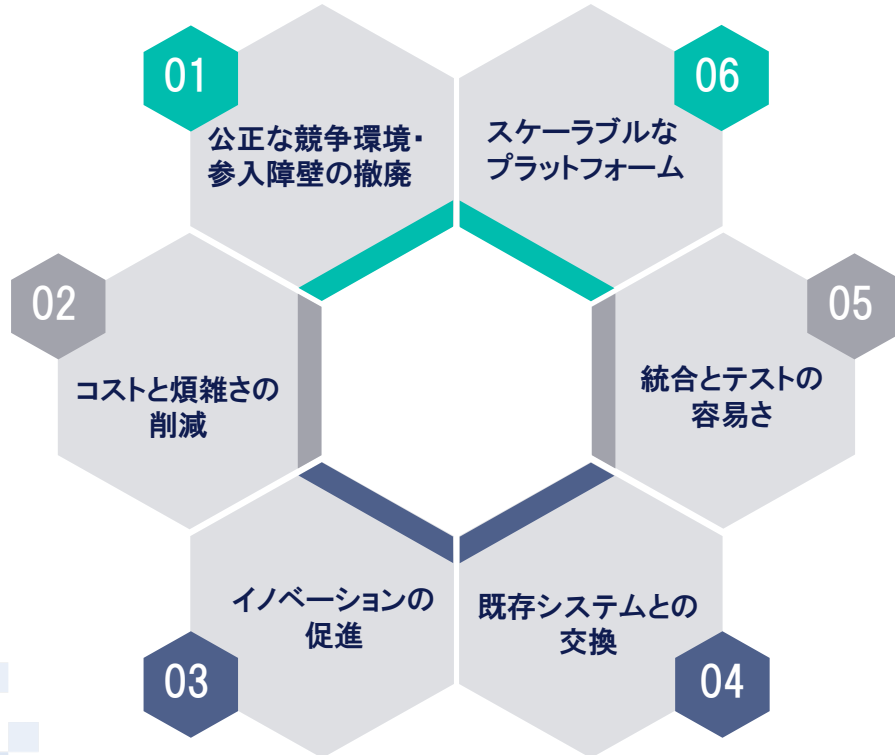 01
公正な競争環境・
参入障壁の撤廃
02
コストと煩雑さの
削減
03
イノベーションの
促進
04
既存システムとの
交換
05
統合とテストの
容易さ
06
スケーラブルな
プラットフォーム